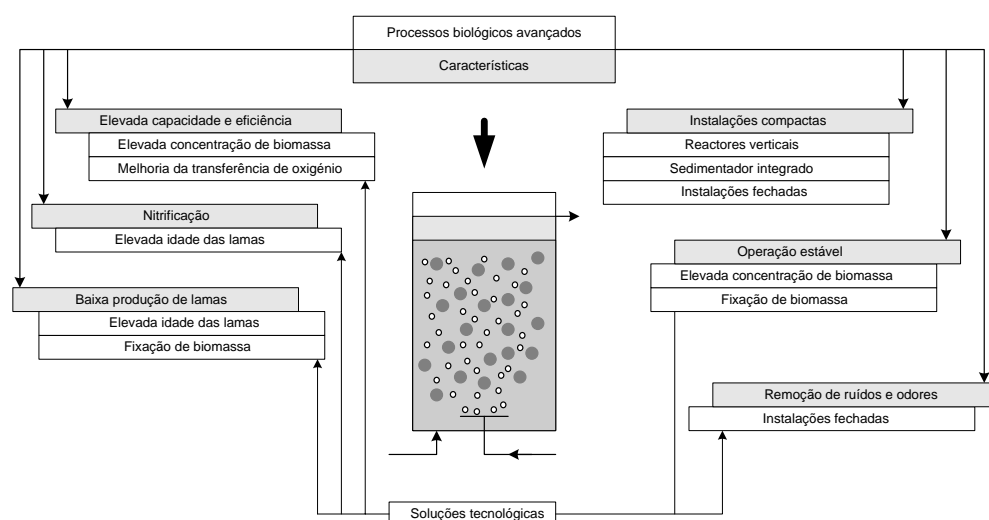 Processos biológicos avançados
Características
Elevada capacidade e eficiência
Elevada concentração de biomassa
Melhoria da transferência de oxigénio
Nitrificação
Elevada idade das lamas
Baixa produção de lamas
Elevada idade das lamas
Fixação de biomassa
Instalações compactas
Reactores verticais
Sedimentador integrado
Instalações fechadas
Operação estável
Elevada concentração de biomassa
Fixação de biomassa
Remoção de ruídos e odores
Instalações fechadas
Soluções tecnológicas